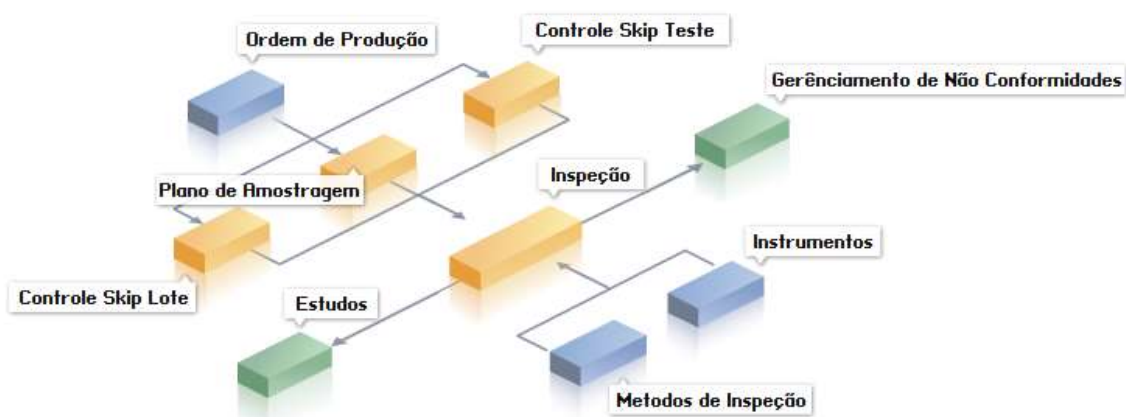 Ordem de Produção
Controle Skip Teste
Gerênciamento de Não Conformidades
Plano de Amostragem
Inspeção
Instrumentos
Controle Skip Lote
Estudos
Metodos de Inspeção